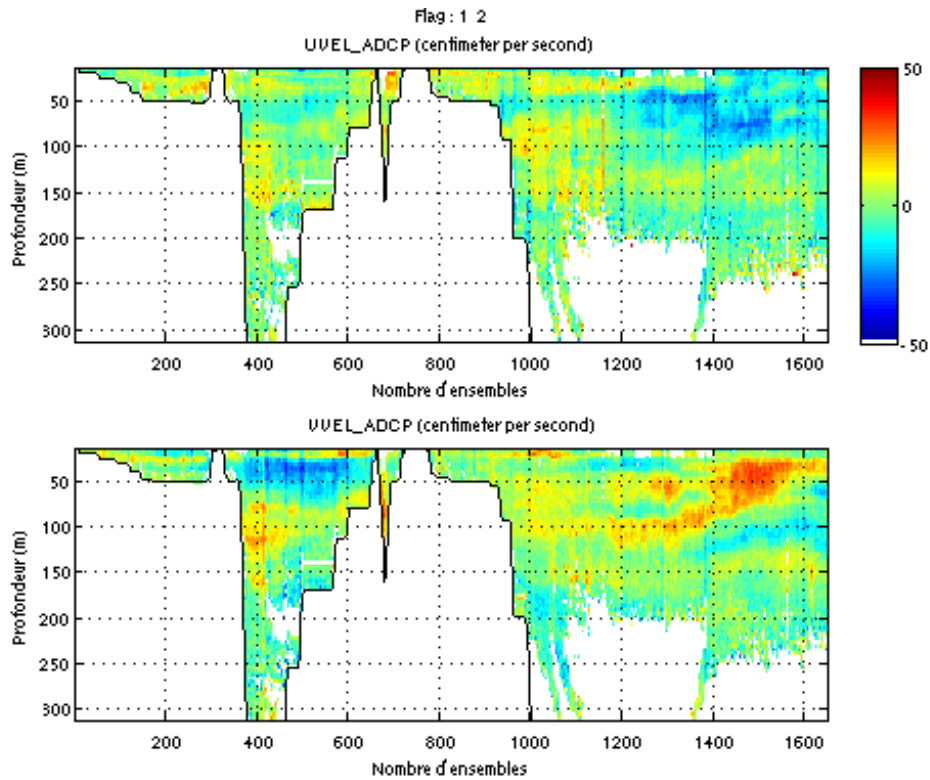 Flag : 1 2
UVEL_ADCP (centimeter per second)
50
100
150
200
250
300
Profondeur (m)
200 400 600 800 1000 1200 1400 1600
Nombre d'ensembles
50
0
-50
VVEL_ADCP (centimeter per second)
50
100
150
200
250
300
Profondeur (m)
200 400 600 800 1000 1200 1400 1600
Nombre d'ensembles